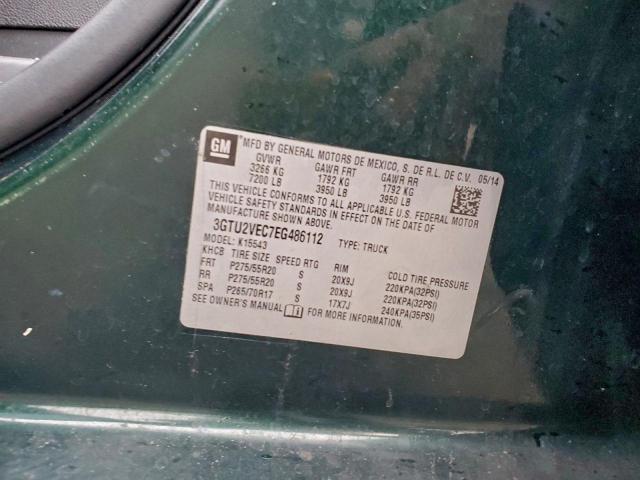 GM
*MFD BY GENERAL MOTORS DE MEXICO, S. DE R.L. DE C.V. 05/14
GVWR GAWR FRT GAWR RR
3266 KG 1792 KG 1792 KG
7200 LB 3950 LB 3950 LB
THIS VEHICLE CONFORMS TO ALL APPLICABLE U.S. FEDERAL MOTOR
VEHICLE SAFETY STANDARDS IN EFFECT ON THE DATE OF
MANUFACTURE SHOWN ABOVE.
3GTU2VEC7EG486112 TYPE: TRUCK
MODEL: K15543
KHCB TIRE SIZE SPEED RTG RIM COLD TIRE PRESSURE
FRT P275/55R20 S 20X9J 220KPA(32PSI)
RR P275/55R20 S 20X9J 220KPA(32PSI)
SPA P265/70R17 S 17X7J 240KPA(35PSI)
SEE OWNER'S MANUAL FOR MORE INFORMATION.